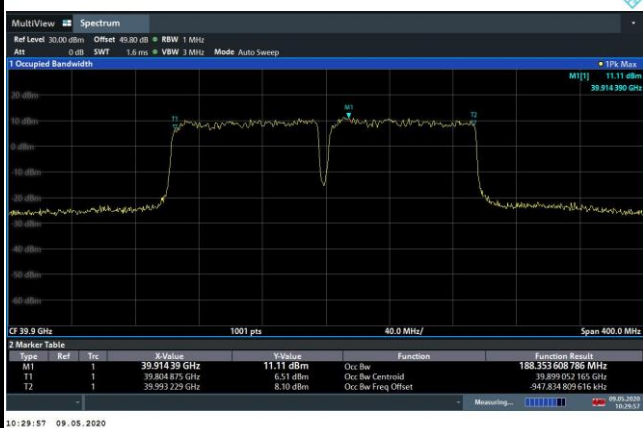 MultiView Spectrum
Ref Level 30.00 dBm Offset 49.80 dB RBW 1 MHz
Att 0 dB SWT 1.6 ms VBW 3 MHz Mode Auto Sweep
1 Occupied Bandwidth 1Pk Max
M1[1] 11.11 dBm
39.914 390 GHz
20 dBm
M1
T1
T2
10 dBm
0 dBm
-10 dBm
-20 dBm
-30 dBm
-40 dBm
-50 dBm
-60 dBm
CF 39.9 GHz 1001 pts 40.0 MHz/ Span 400.0 MHz
2 Marker Table
Type Ref Trc X-Value Y-Value Function Function Result
M1 1 39.914 39 GHz 11.11 dBm Occ Bw 188.353 608 786 MHz
T1 1 39.804 875 GHz 6.51 dBm Occ Bw Centroid 39.899 052 165 GHz
T2 1 39.993 229 GHz 8.10 dBm Occ Bw Freq Offset -947.834 809 616 kHz
Measuring... 09.05.2020
10:29:57
10:29:57 09.05.2020